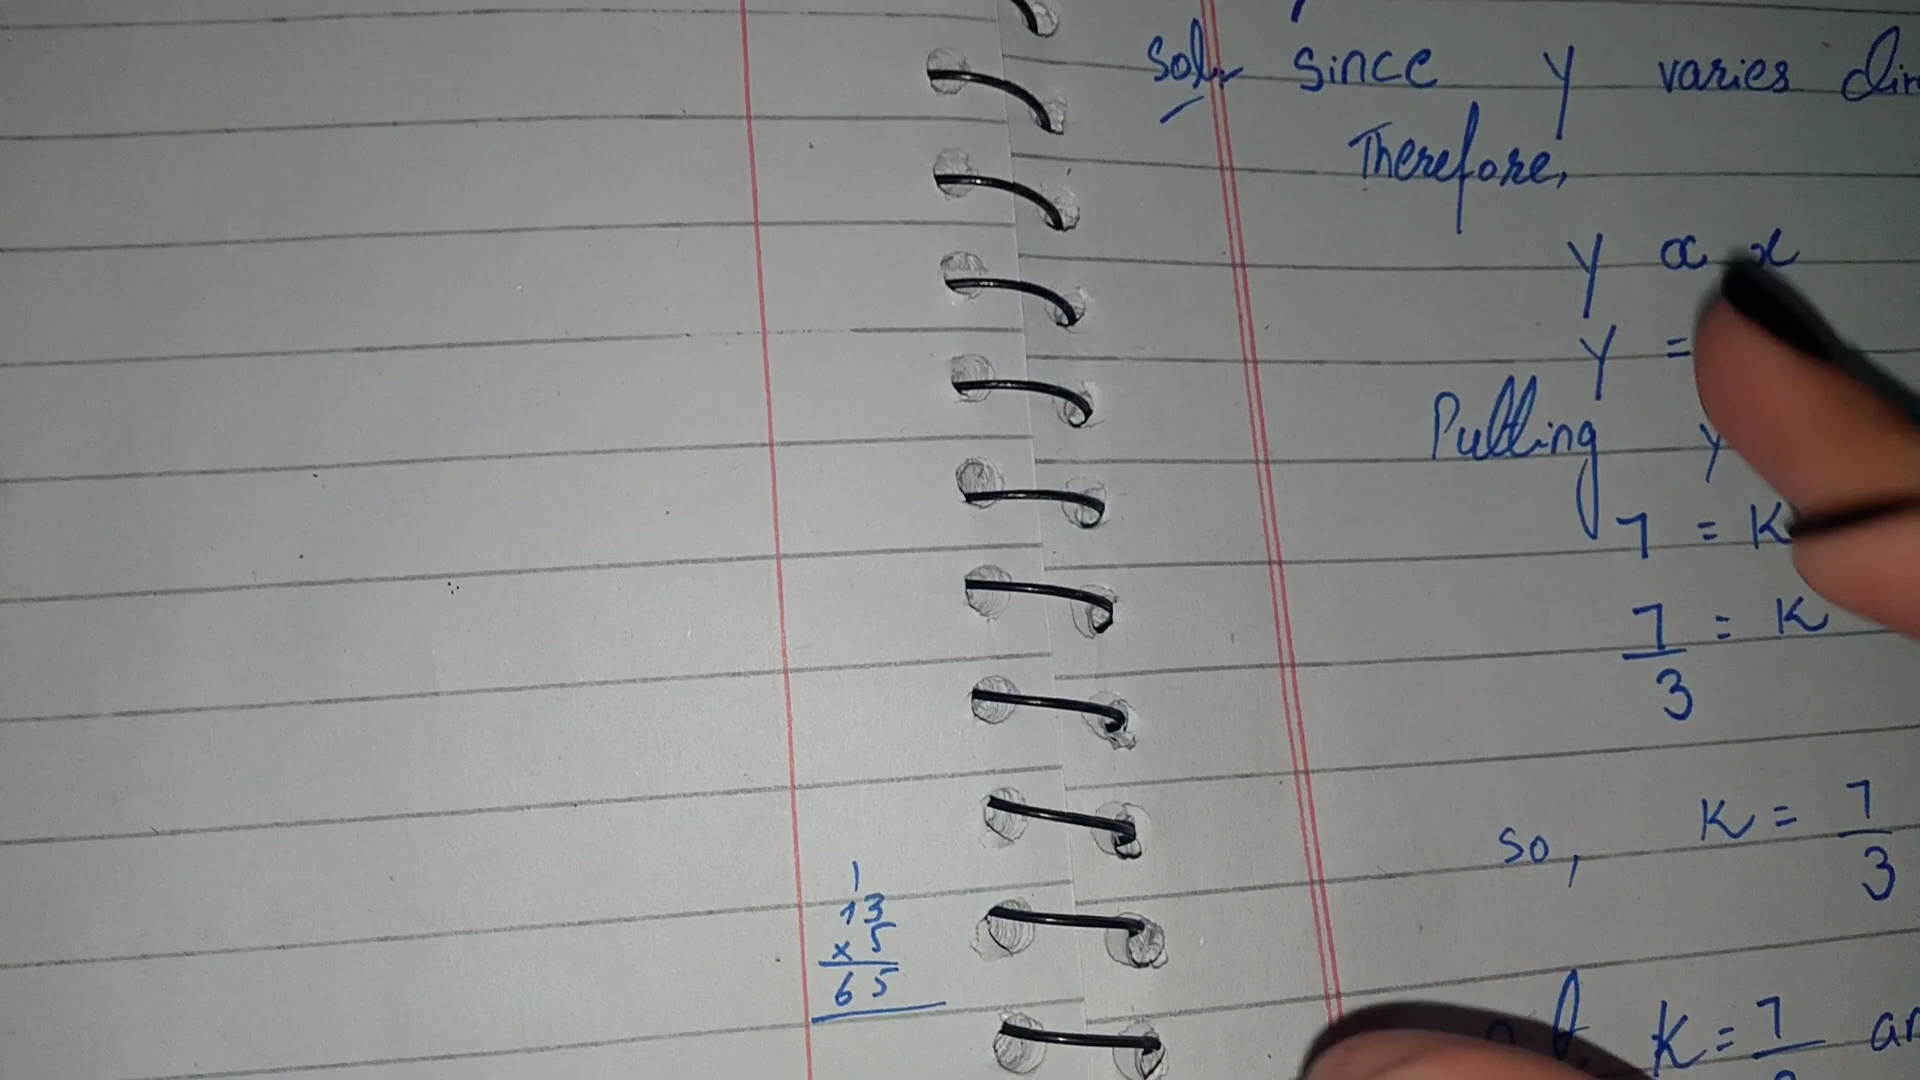 Sol. Since y varies
Therefore,
y ∝ x
y =
Putting y
7 = K
7/3 = K
so, K = 7/3
K = 7
1
13
× 5
65